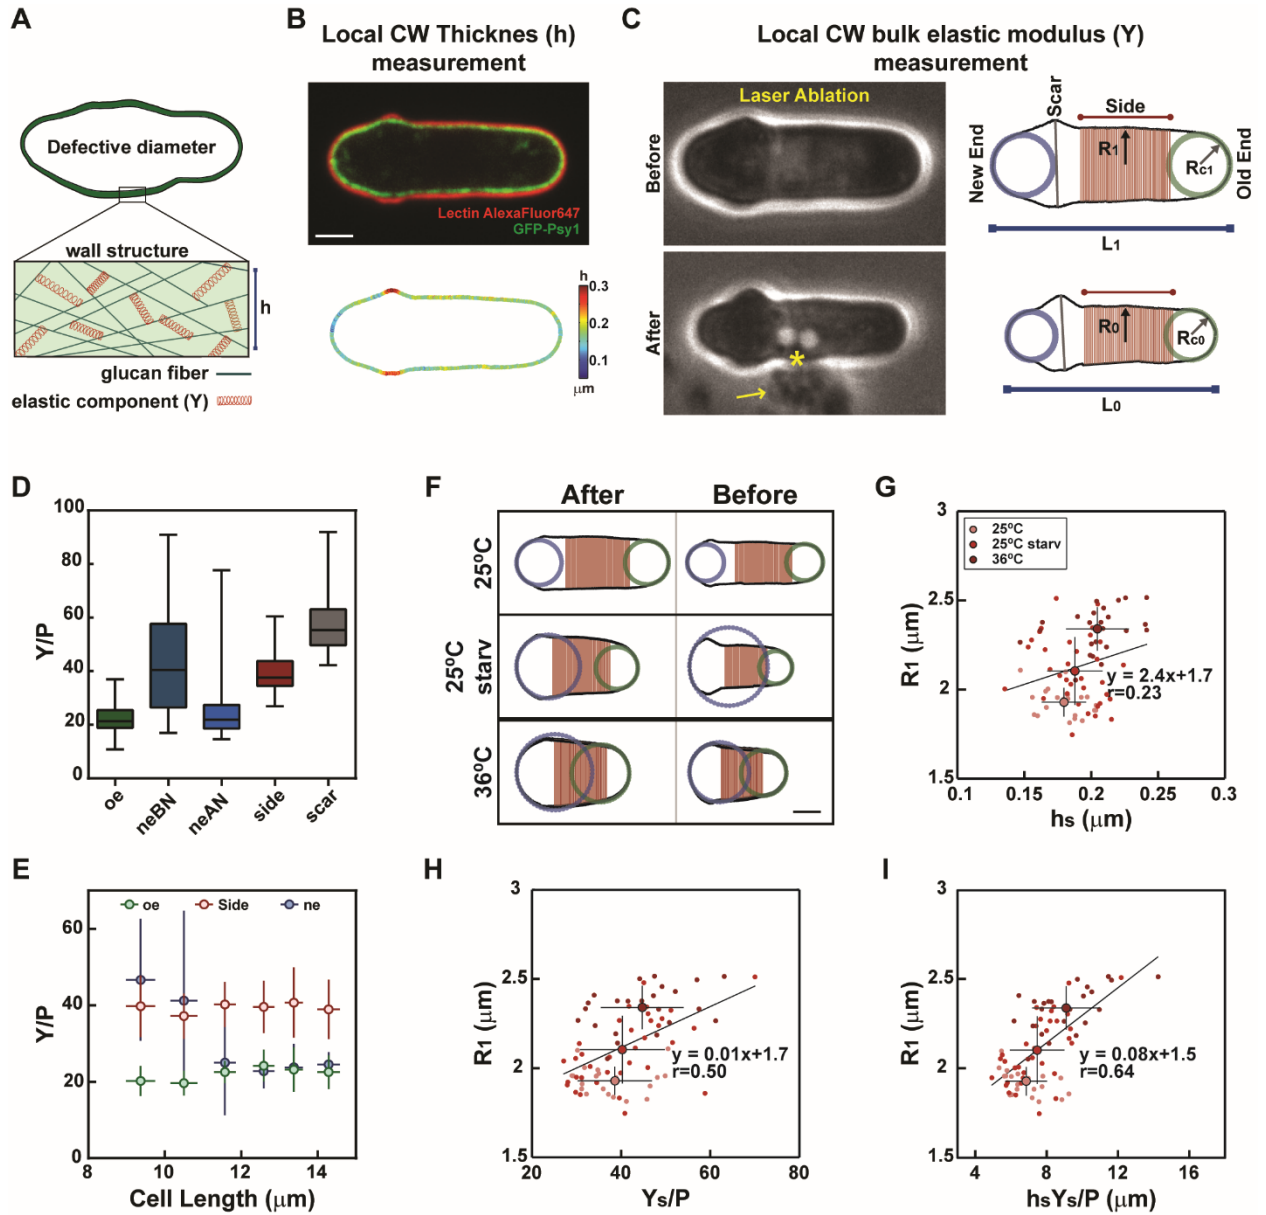 A
Defective diameter
wall structure
h
glucan fiber
elastic component (Y)
B
Local CW Thicknes (h)
measurement
Lectin AlexaFluor647
GFP-Psy1
h
0.3
0.2
0.1
μm
C
Local CW bulk elastic modulus (Y)
measurement
Before
Laser Ablation
After
*
New End
Scar
Side
R1
Rc1
Old End
L1
R0
Rc0
L0
D
Y/P
100
80
60
40
20
0
oe
neBN
neAN
side
scar
E
Y/P
oe
Side
ne
60
40
20
0
8
10
12
14
Cell Length (μm)
F
After
Before
25ºC
25ºC
starv
36ºC
G
R1 (μm)
25ºC
25ºC starv
36ºC
3
2.5
2
1.5
y = 2.4x+1.7
r=0.23
0.1
0.15
0.2
0.25
0.3
hs (μm)
H
R1 (μm)
3
2.5
2
1.5
y = 0.01x+1.7
r=0.50
20
40
60
80
Ys/P
I
R1 (μm)
3
2.5
2
1.5
y = 0.08x+1.5
r=0.64
4
8
12
16
hsYs/P (μm)